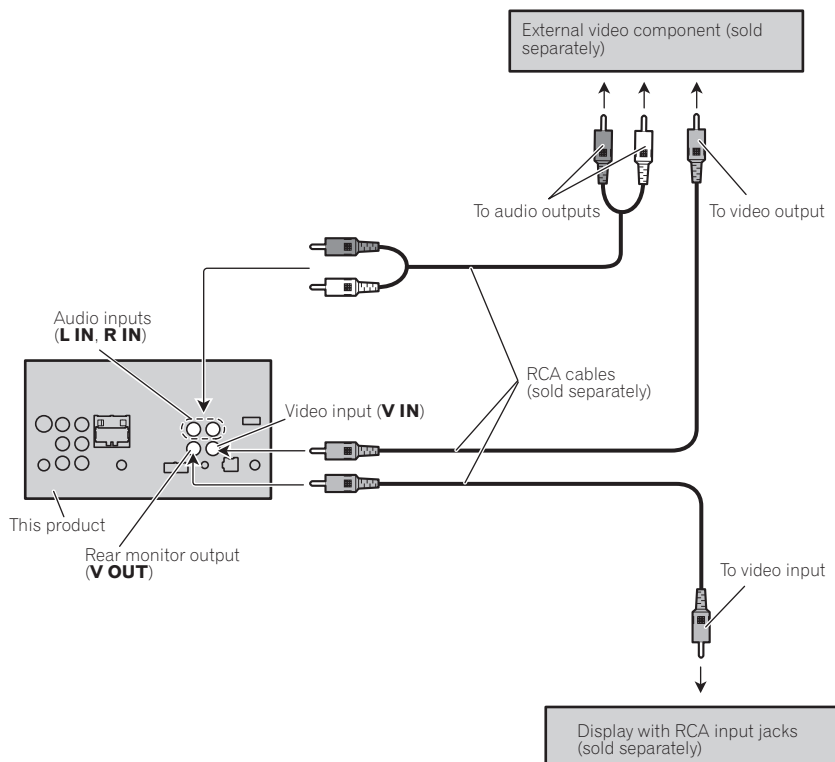 External video component (sold
separately)
To audio outputs
To video output
Audio inputs
(L IN, R IN)
RCA cables
(sold separately)
Video input (V IN)
This product
Rear monitor output
(V OUT)
To video input
Display with RCA input jacks
(sold separately)